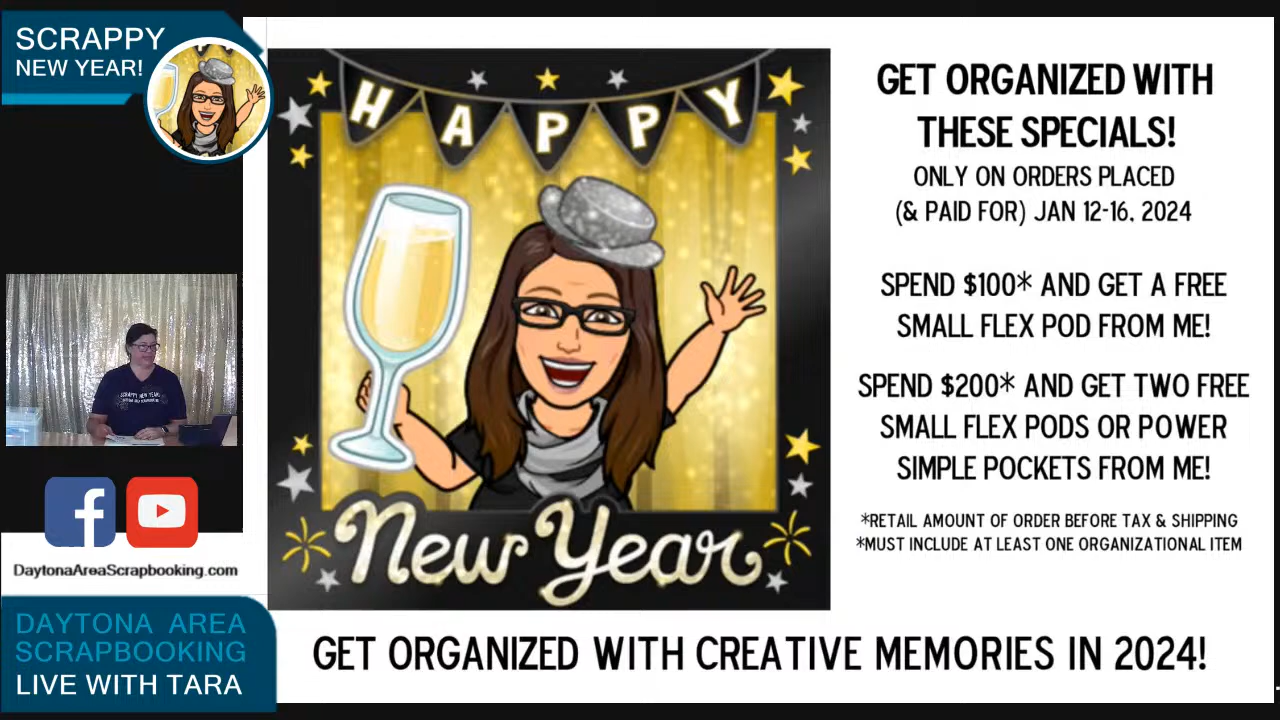 SCRAPPY
NEW YEAR!
HAPPY
New Year
GET ORGANIZED WITH
THESE SPECIALS!
ONLY ON ORDERS PLACED
(& PAID FOR) JAN 12-16, 2024
SPEND $100* AND GET A FREE
SMALL FLEX POD FROM ME!
SPEND $200* AND GET TWO FREE
SMALL FLEX PODS OR POWER
SIMPLE POCKETS FROM ME!
*RETAIL AMOUNT OF ORDER BEFORE TAX & SHIPPING
*MUST INCLUDE AT LEAST ONE ORGANIZATIONAL ITEM
SCRAPPY NEW YEAR!
DaytonaAreaScrapbooking.com
DAYTONA AREA
SCRAPBOOKING
LIVE WITH TARA
GET ORGANIZED WITH CREATIVE MEMORIES IN 2024!